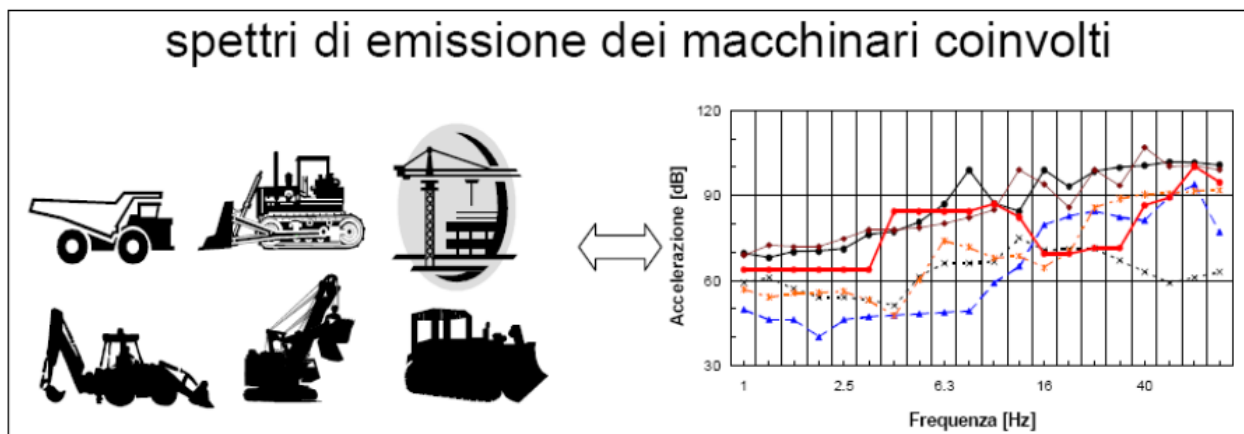 spettri di emissione dei macchinari coinvolti
120
90
60
30
Accelerazione [dB]
1 2.5 6.3 16 40
Frequenza [Hz]